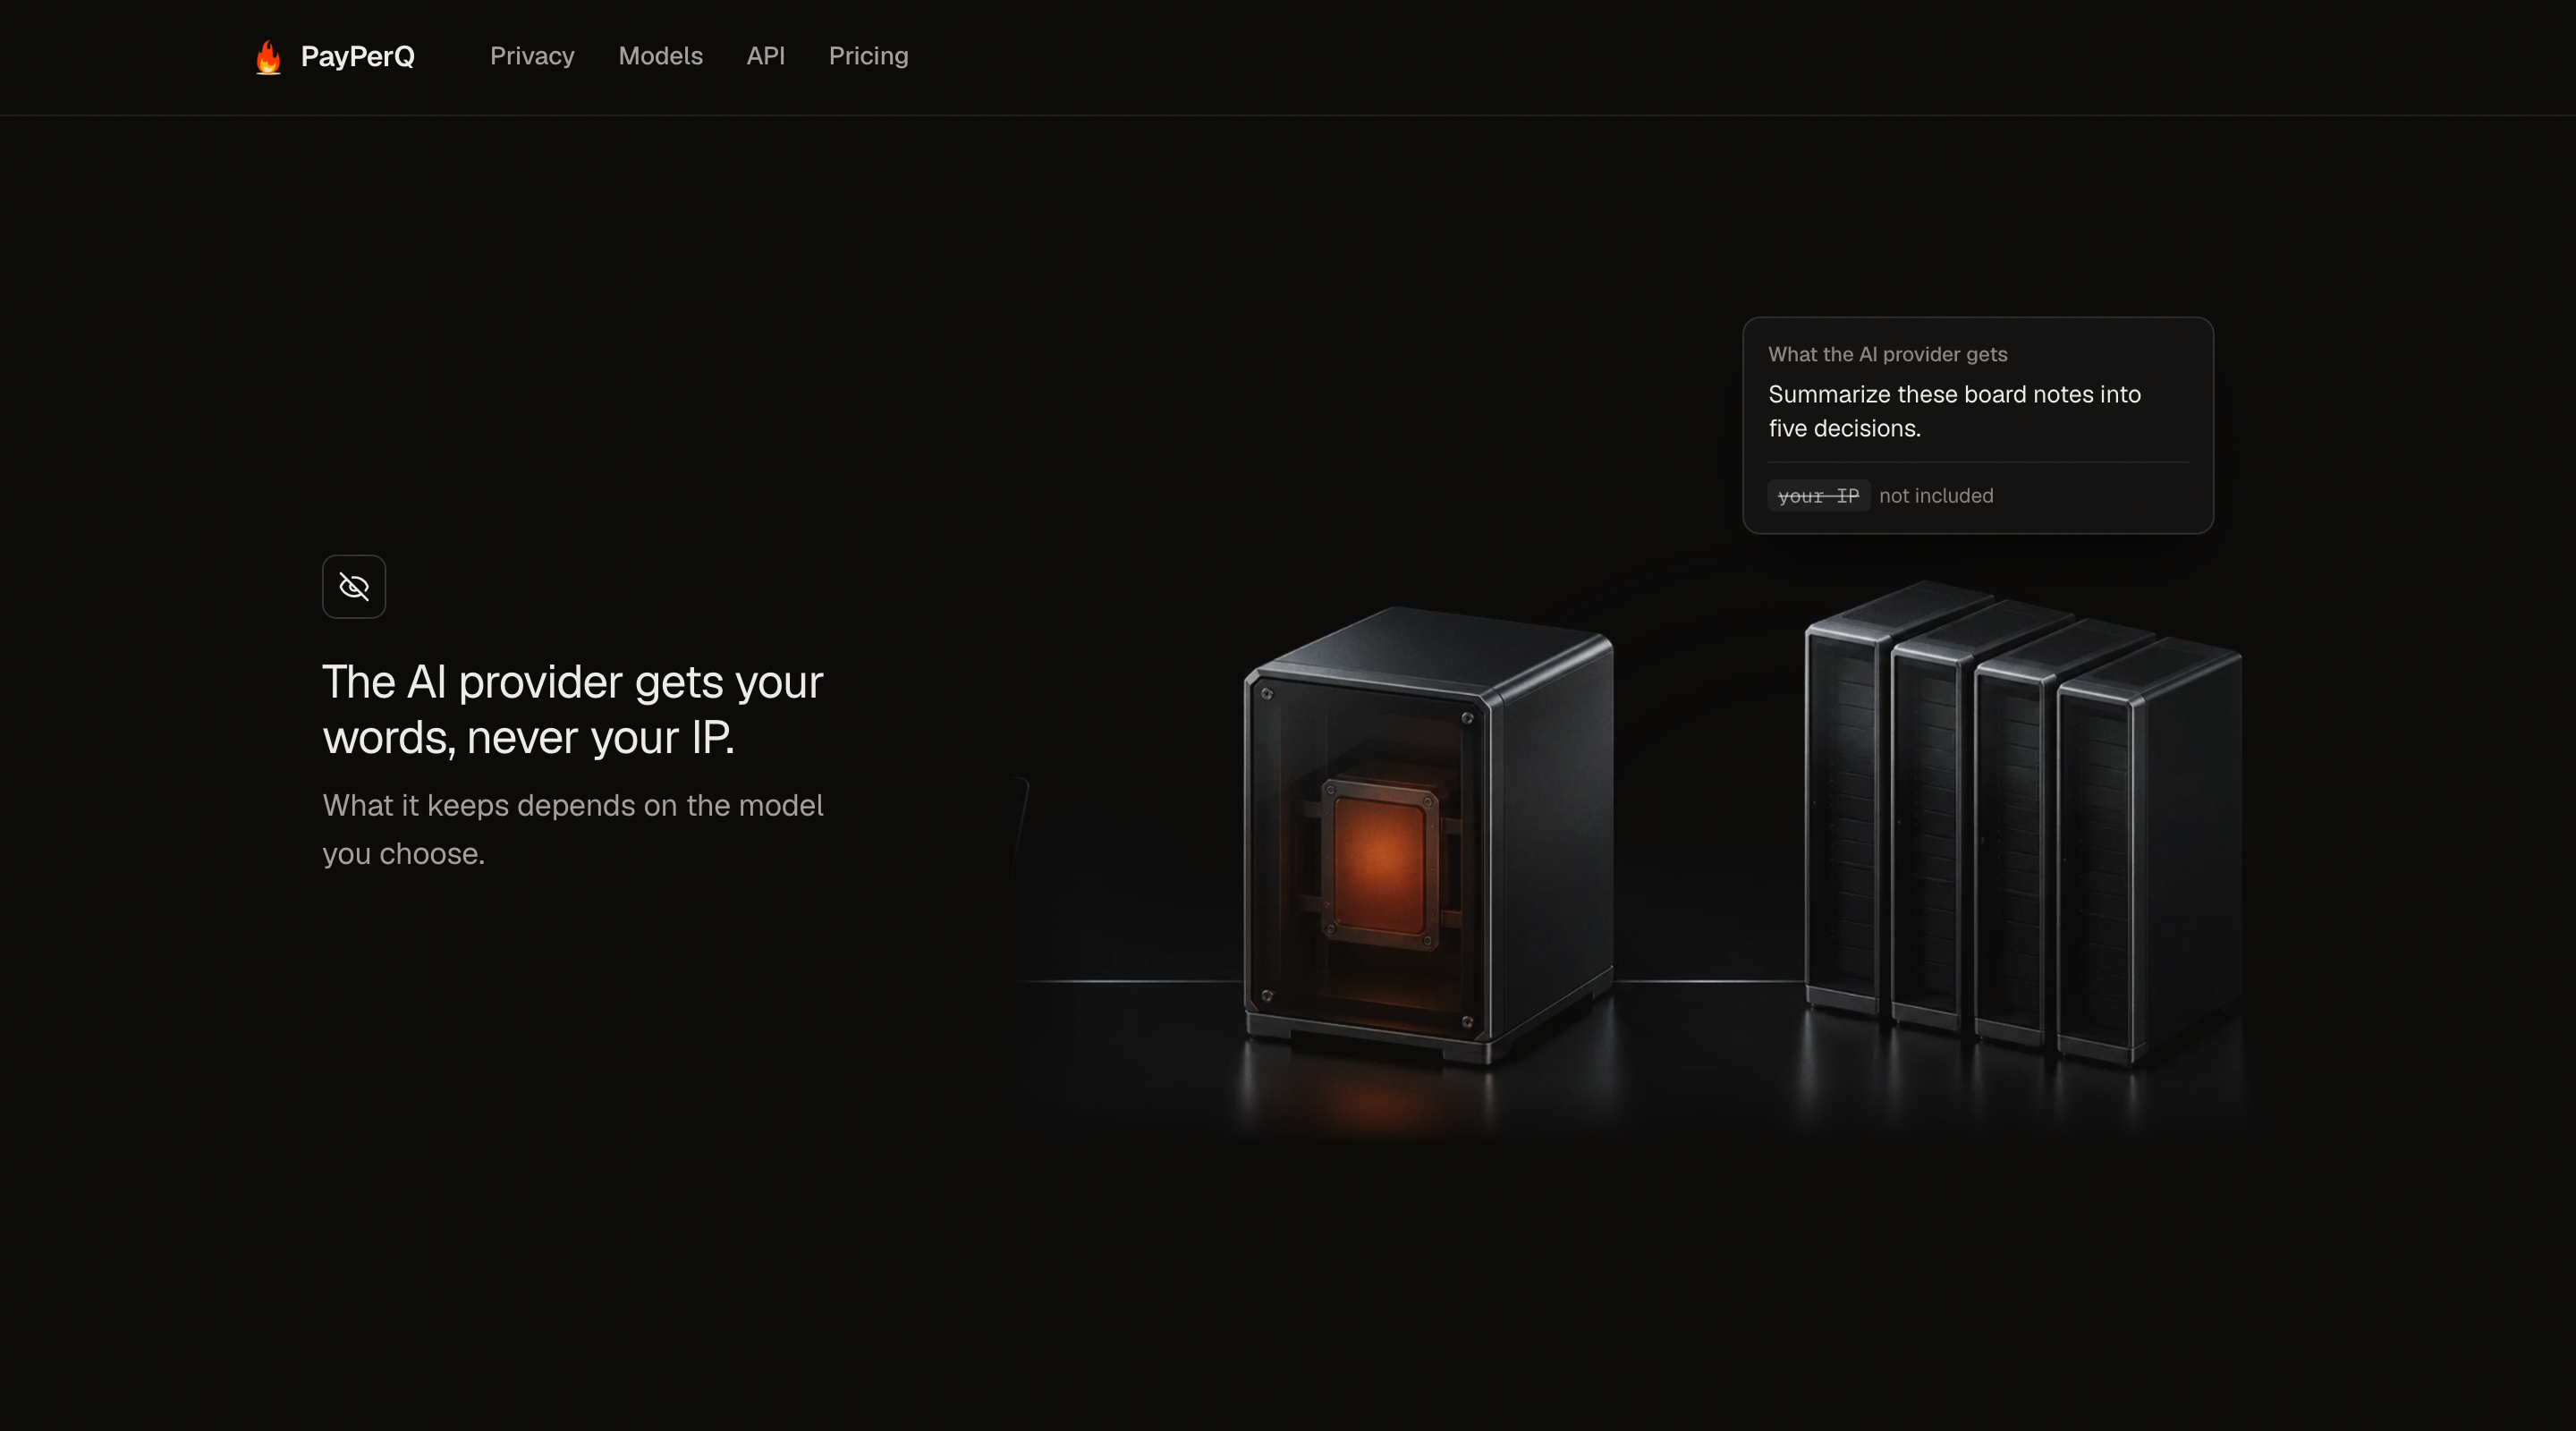 PayPerQ
Privacy
Models
API
Pricing
What the AI provider gets
Summarize these board notes into
five decisions.
your IP not included
The AI provider gets your
words, never your IP.
What it keeps depends on the model
you choose.